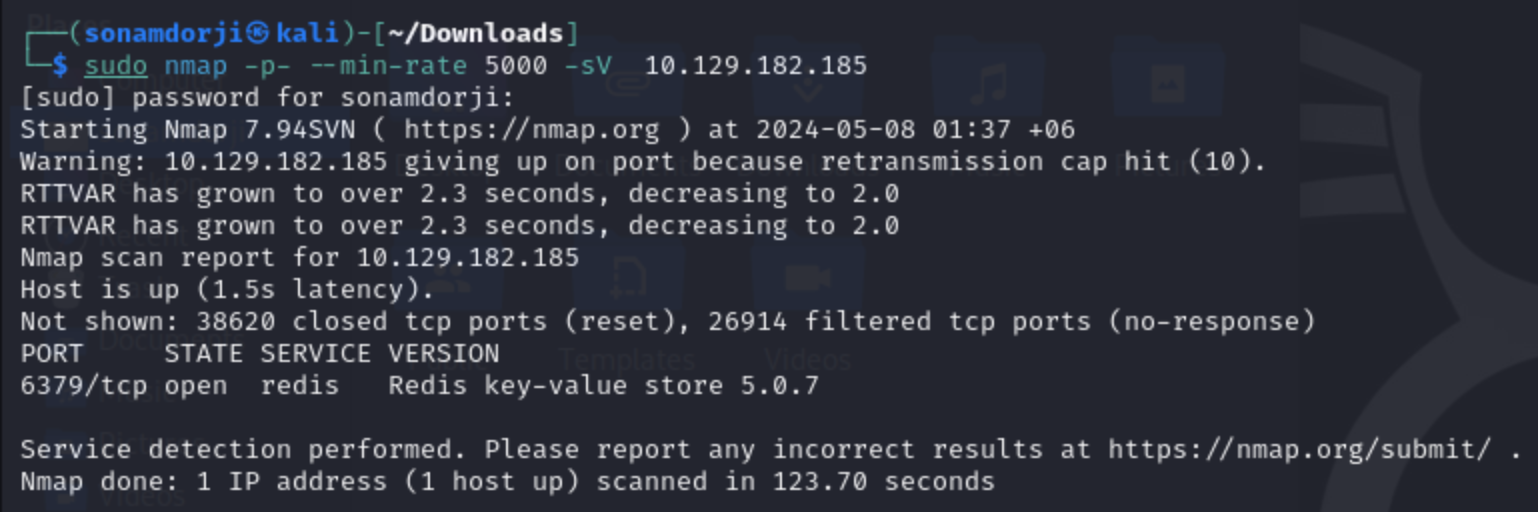 ┌──(sonamdorji㉿kali)-[~/Downloads]
└─$ sudo nmap -p- --min-rate 5000 -sV  10.129.182.185
[sudo] password for sonamdorji:
Starting Nmap 7.94SVN ( https://nmap.org ) at 2024-05-08 01:37 +06
Warning: 10.129.182.185 giving up on port because retransmission cap hit (10).
RTTVAR has grown to over 2.3 seconds, decreasing to 2.0
RTTVAR has grown to over 2.3 seconds, decreasing to 2.0
Nmap scan report for 10.129.182.185
Host is up (1.5s latency).
Not shown: 38620 closed tcp ports (reset), 26914 filtered tcp ports (no-response)
PORT     STATE SERVICE VERSION
6379/tcp open  redis   Redis key-value store 5.0.7
Templates
Videos
Service detection performed. Please report any incorrect results at https://nmap.org/submit/ .
Nmap done: 1 IP address (1 host up) scanned in 123.70 seconds
Videos